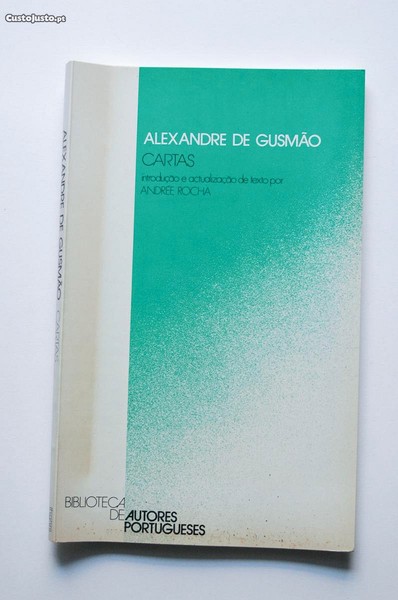 CustoJusto.pt
ALEXANDRE DE GUSMÃO
CARTAS
introdução e actualização de texto por
ANDRÉE ROCHA
BIBLIOTECA
DE AUTORES
PORTUGUESES
ALEXANDRE DE GUSMÃO CARTAS